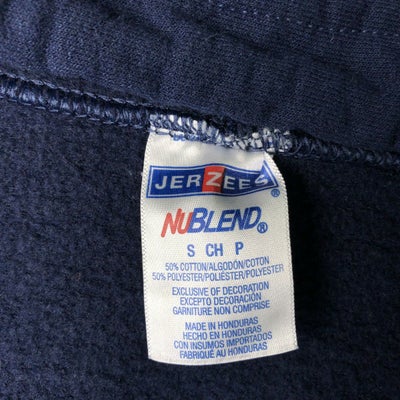 JERZEES®
NUBLEND®
S CH P
50% COTTON/ALGODÓN/COTON
50% POLYESTER/POLIÉSTER/POLYESTER
EXCLUSIVE OF DECORATION
EXCEPTO DECORACIÓN
GARNITURE NON COMPRISE
MADE IN HONDURAS
HECHO EN HONDURAS
CON INSUMOS IMPORTADOS
FABRIQUÉ AU HONDURAS